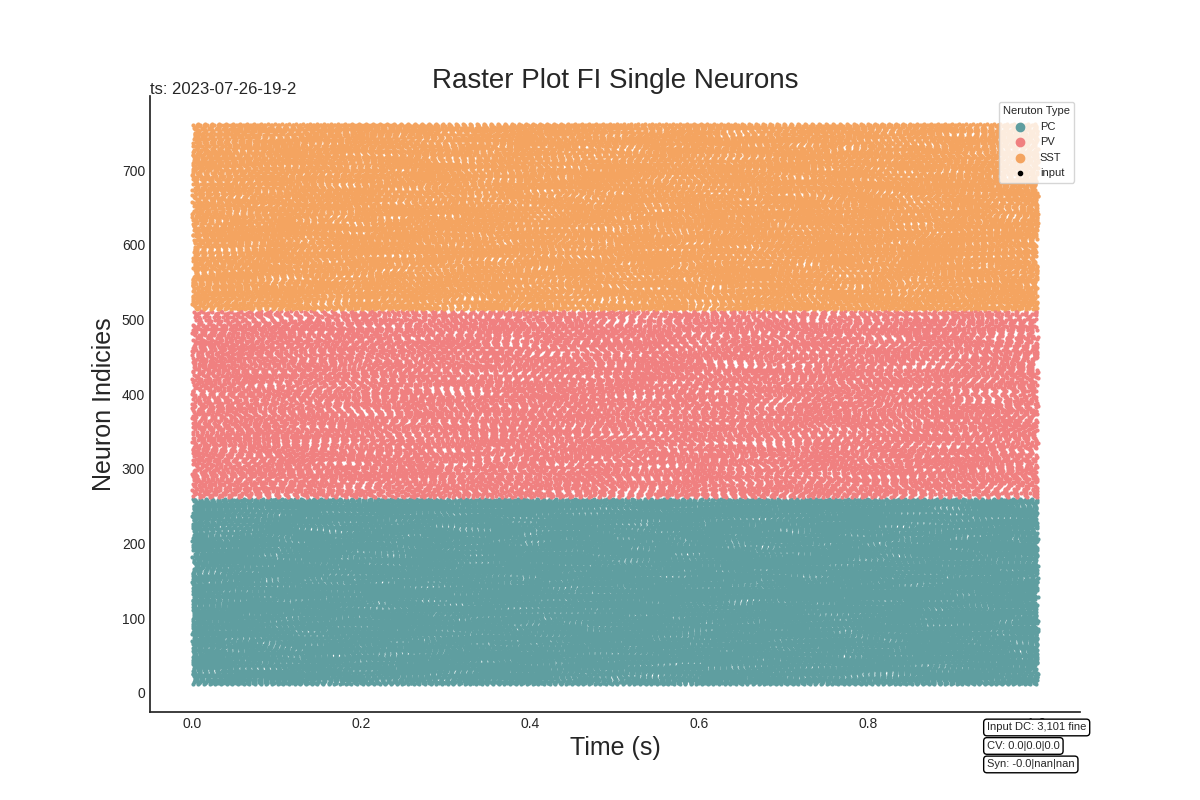 Raster Plot FI Single Neurons
ts: 2023-07-26-19-2
Neruton Type
PC
PV
SST
input
Neuron Indicies
700
600
500
400
300
200
100
0
0.0 0.2 0.4 0.6 0.8
Time (s)
Input DC: 3,101 fine
CV: 0.0|0.0|0.0
Syn: -0.0|nan|nan